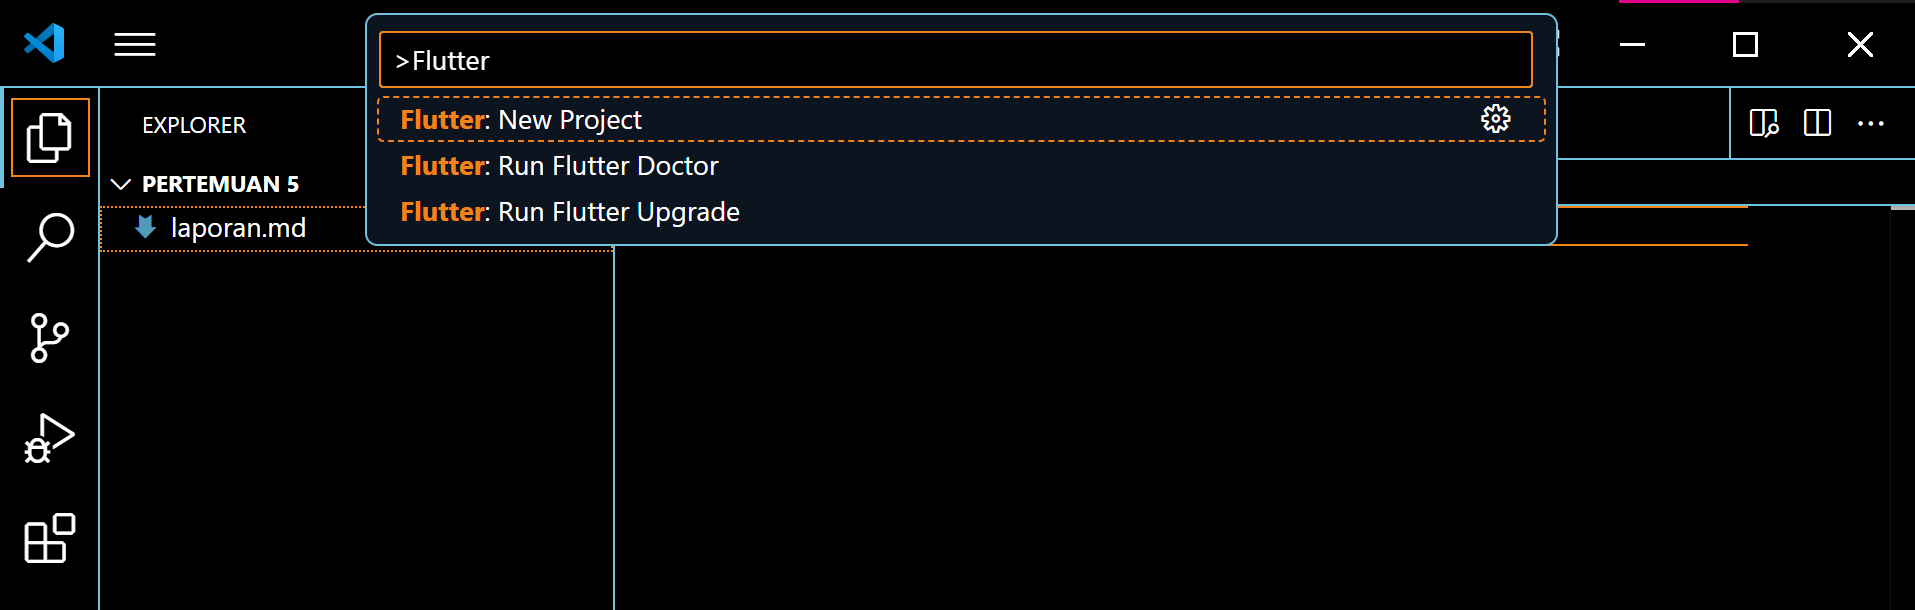 >Flutter
Flutter: New Project
Flutter: Run Flutter Doctor
Flutter: Run Flutter Upgrade
EXPLORER
PERTEMUAN 5
laporan.md